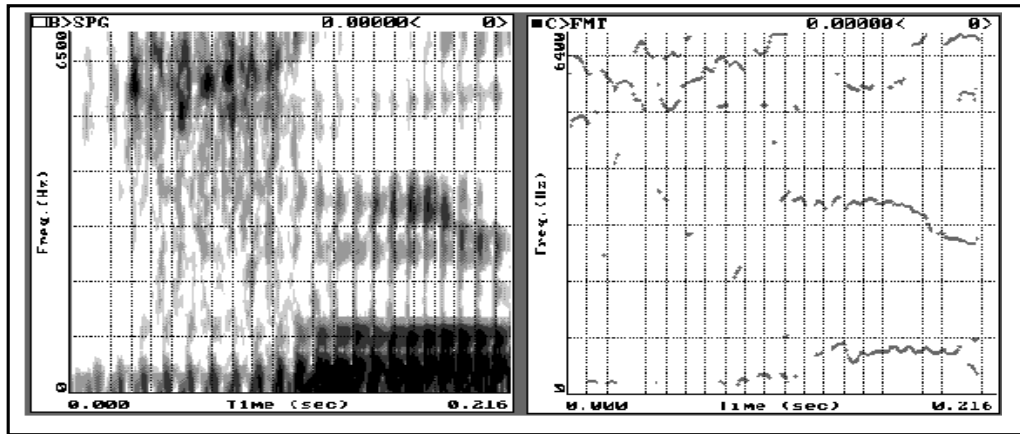 B>SPG 0.00000< 0>
6500
Freq.(Hz)
0
0.000 Time (sec) 0.216
C>FMT 0.00000< 0>
6400
Freq.(Hz)
0
0.000 Time (sec) 0.216